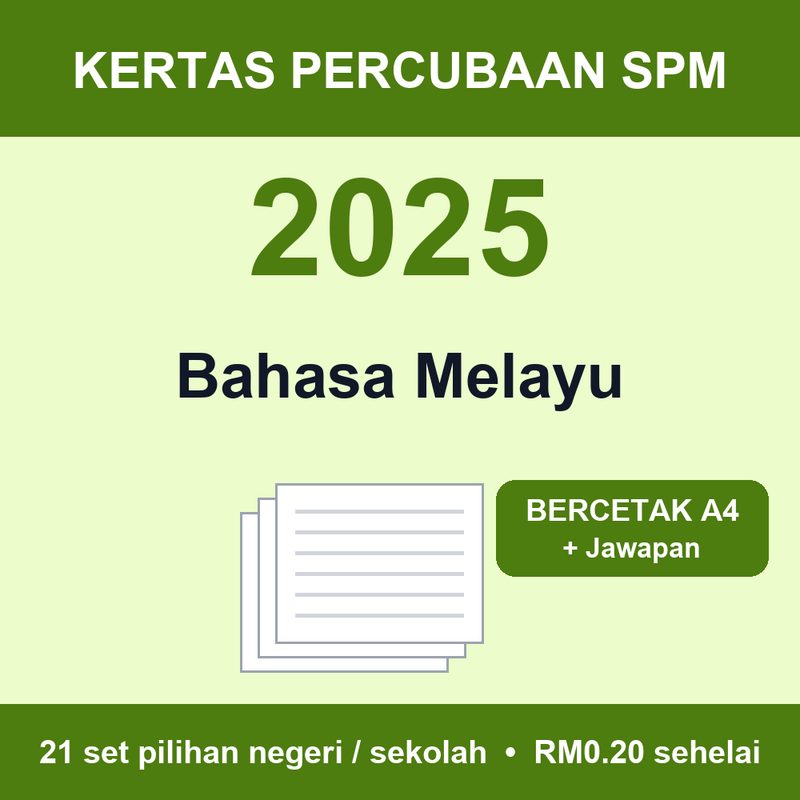 KERTAS PERCUBAAN SPM
2025
Bahasa Melayu
BERCETAK A4
+ Jawapan
21 set pilihan negeri / sekolah • RM0.20 sehelai